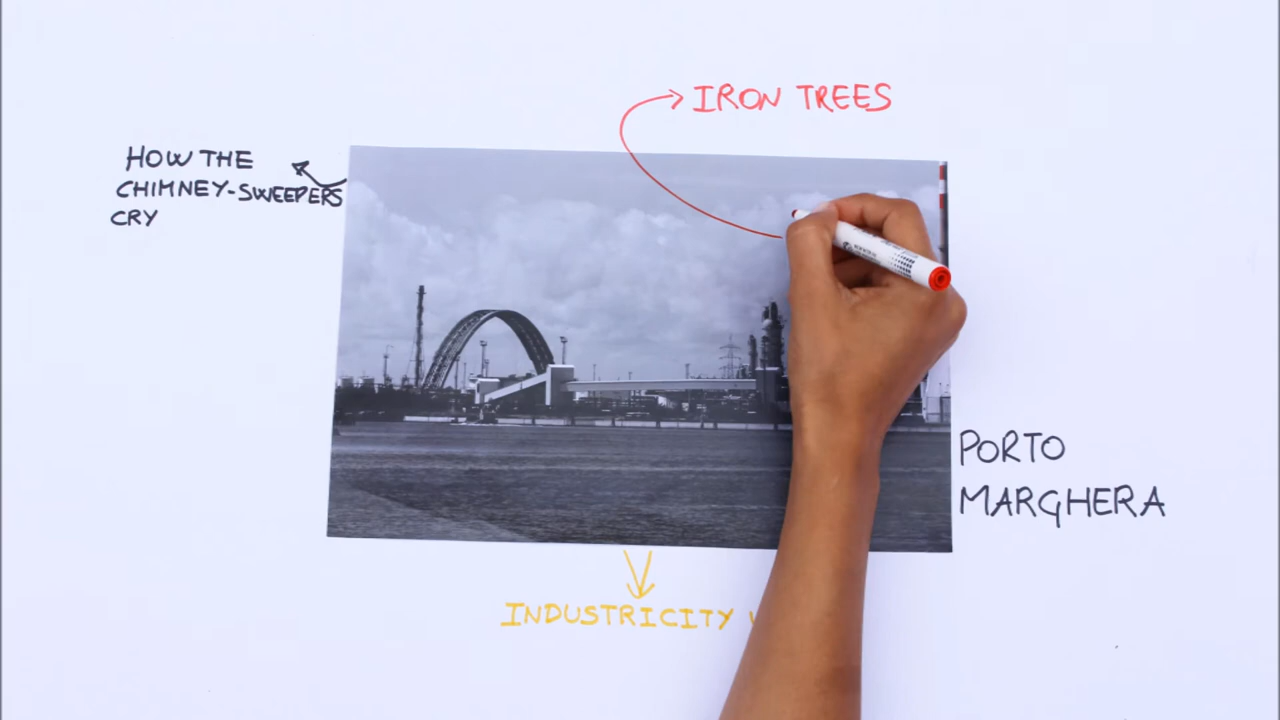 IRON TREES
HOW THE
CHIMNEY-SWEEPERS
CRY
PORTO
MARGHERA
INDUSTRICITY